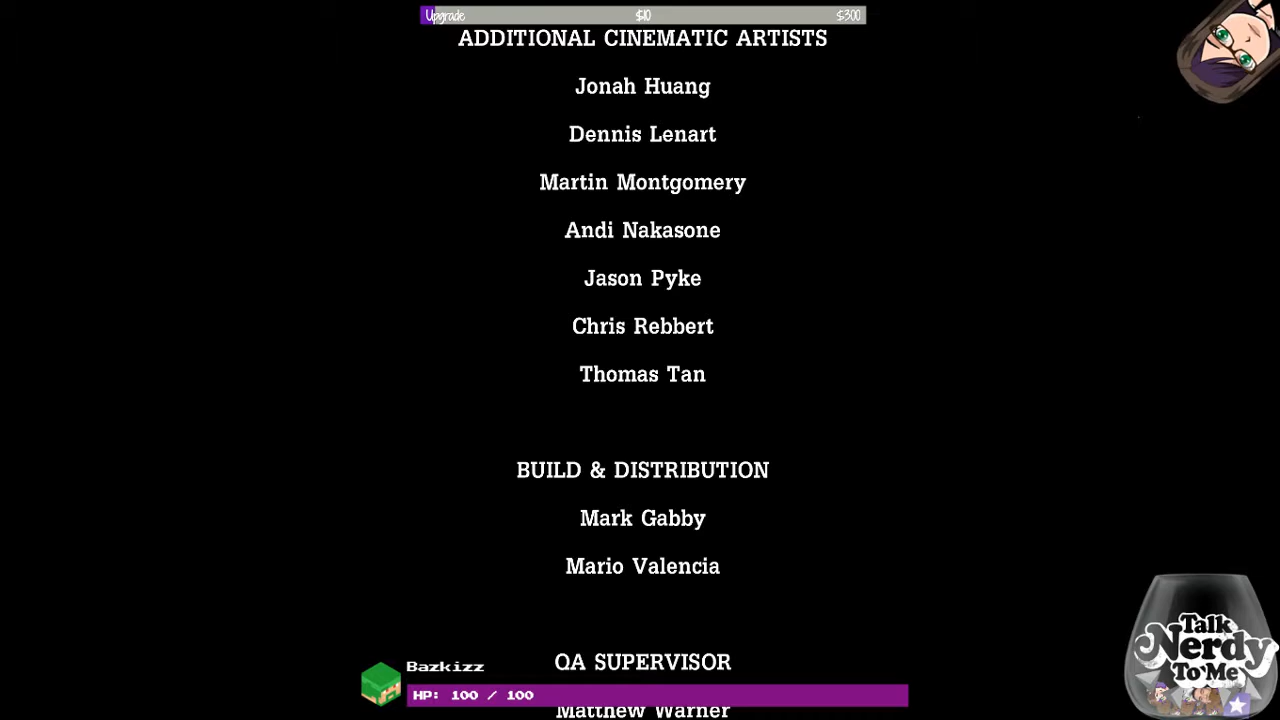 Upgrade $10 $300
ADDITIONAL CINEMATIC ARTISTS
Jonah Huang
Dennis Lenart
Martin Montgomery
Andi Nakasone
Jason Pyke
Chris Rebbert
Thomas Tan
BUILD & DISTRIBUTION
Mark Gabby
Mario Valencia
QA SUPERVISOR
Matthew Warner
Bazkizz
HP: 100 / 100
Talk
Nerdy
To Me